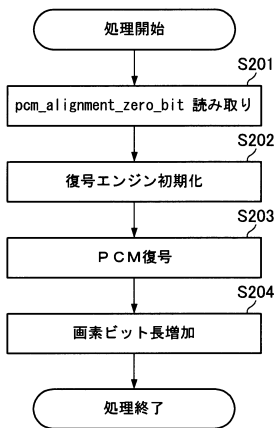 処理開始
S201
pcm_alignment_zero_bit 読み取り
S202
復号エンジン初期化
S203
ＰＣＭ復号
S204
画素ビット長増加
処理終了